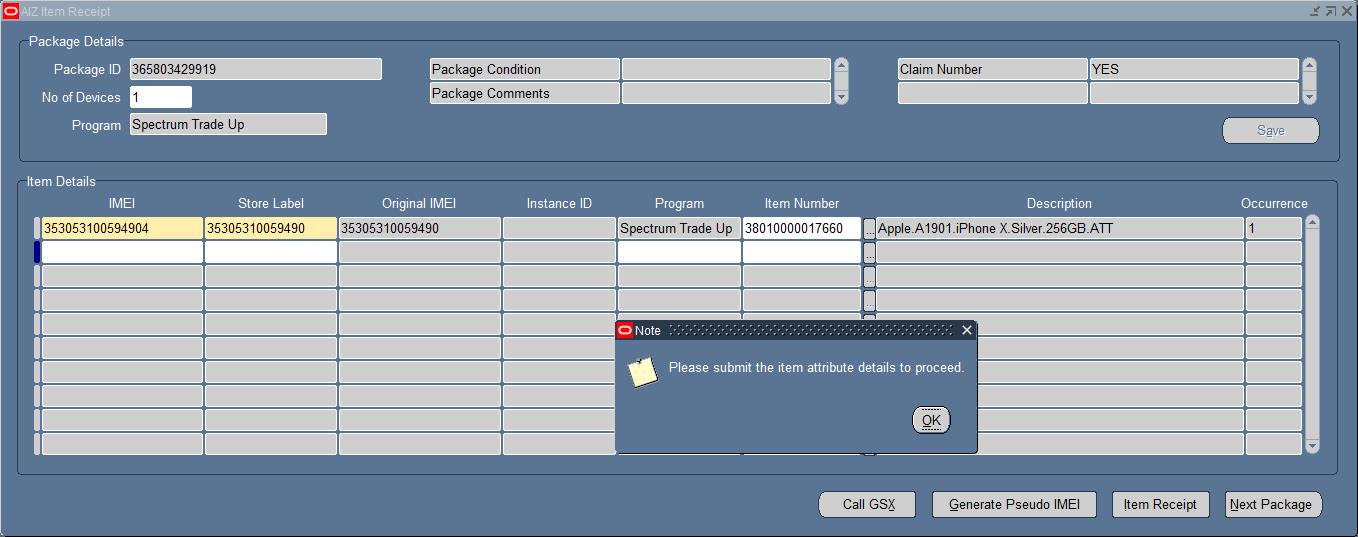 AIZ Item Receipt
Package Details
Package ID 365803429919 Package Condition Claim Number YES
No of Devices 1 Package Comments
Program Spectrum Trade Up
Save
Item Details
IMEI Store Label Original IMEI Instance ID Program Item Number Description Occurrence
353053100594904 35305310059490 35305310059490 Spectrum Trade Up 38010000017660 ... Apple.A1901.iPhone X.Silver.256GB.ATT 1
...
...
...
Note
Please submit the item attribute details to proceed.
OK
Call GSX Generate Pseudo IMEI Item Receipt Next Package